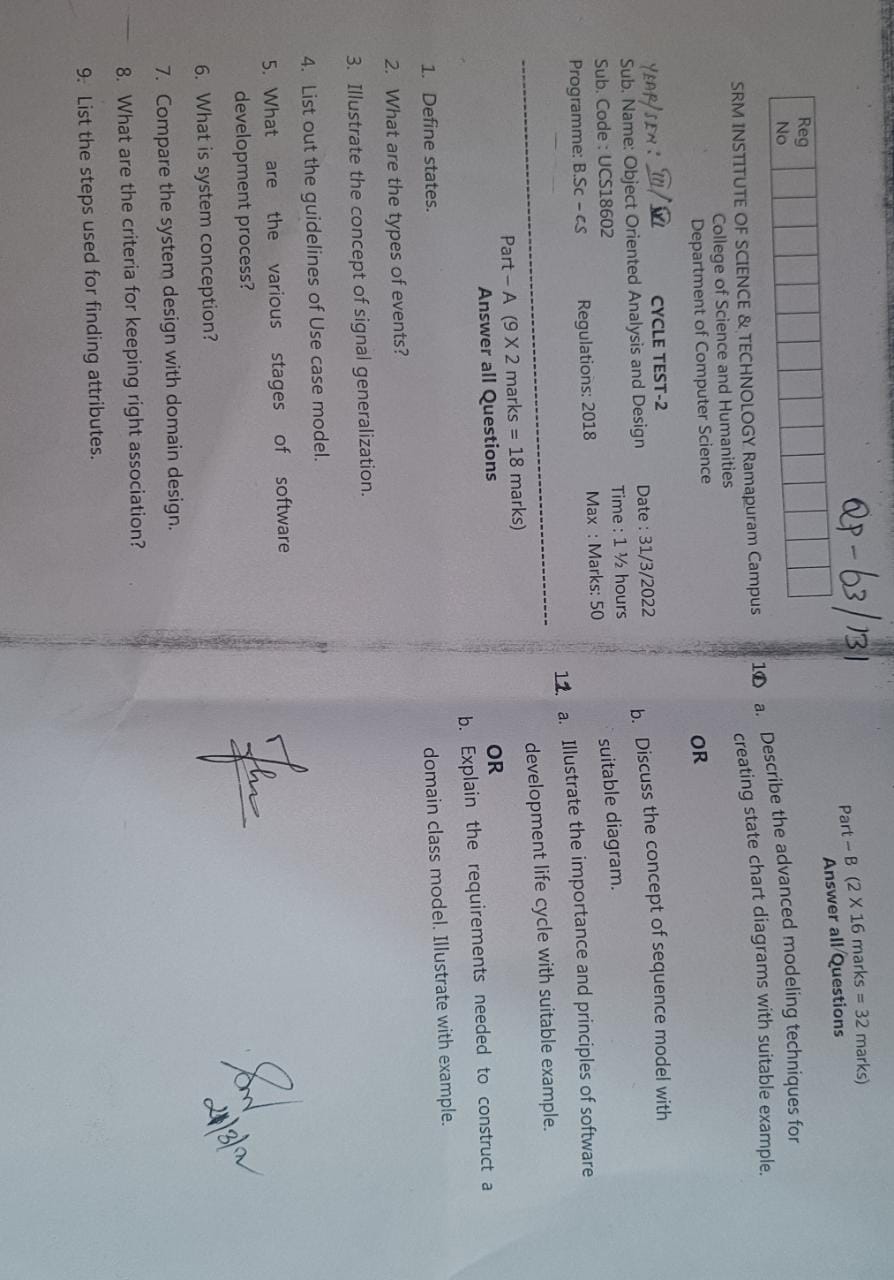 QP - 63/131
Reg
No
SRM INSTITUTE OF SCIENCE & TECHNOLOGY Ramapuram Campus
College of Science and Humanities
Department of Computer Science
YEAR/SEM : III/VI
CYCLE TEST-2
Sub. Name: Object Oriented Analysis and Design
Date : 31/3/2022
Sub. Code : UCS18602
Time : 1 ½ hours
Programme: B.Sc - CS
Regulations: 2018
Max : Marks: 50
Part – A (9 X 2 marks = 18 marks)
Answer all Questions
1. Define states.
2. What are the types of events?
3. Illustrate the concept of signal generalization.
4. List out the guidelines of Use case model.
5. What are the various stages of software
development process?
6. What is system conception?
7. Compare the system design with domain design.
8. What are the criteria for keeping right association?
9. List the steps used for finding attributes.
Part – B (2 X 16 marks = 32 marks)
Answer all Questions
10 a. Describe the advanced modeling techniques for
creating state chart diagrams with suitable example.
OR
b. Discuss the concept of sequence model with
suitable diagram.
11. a. Illustrate the importance and principles of software
development life cycle with suitable example.
OR
b. Explain the requirements needed to construct a
domain class model. Illustrate with example.